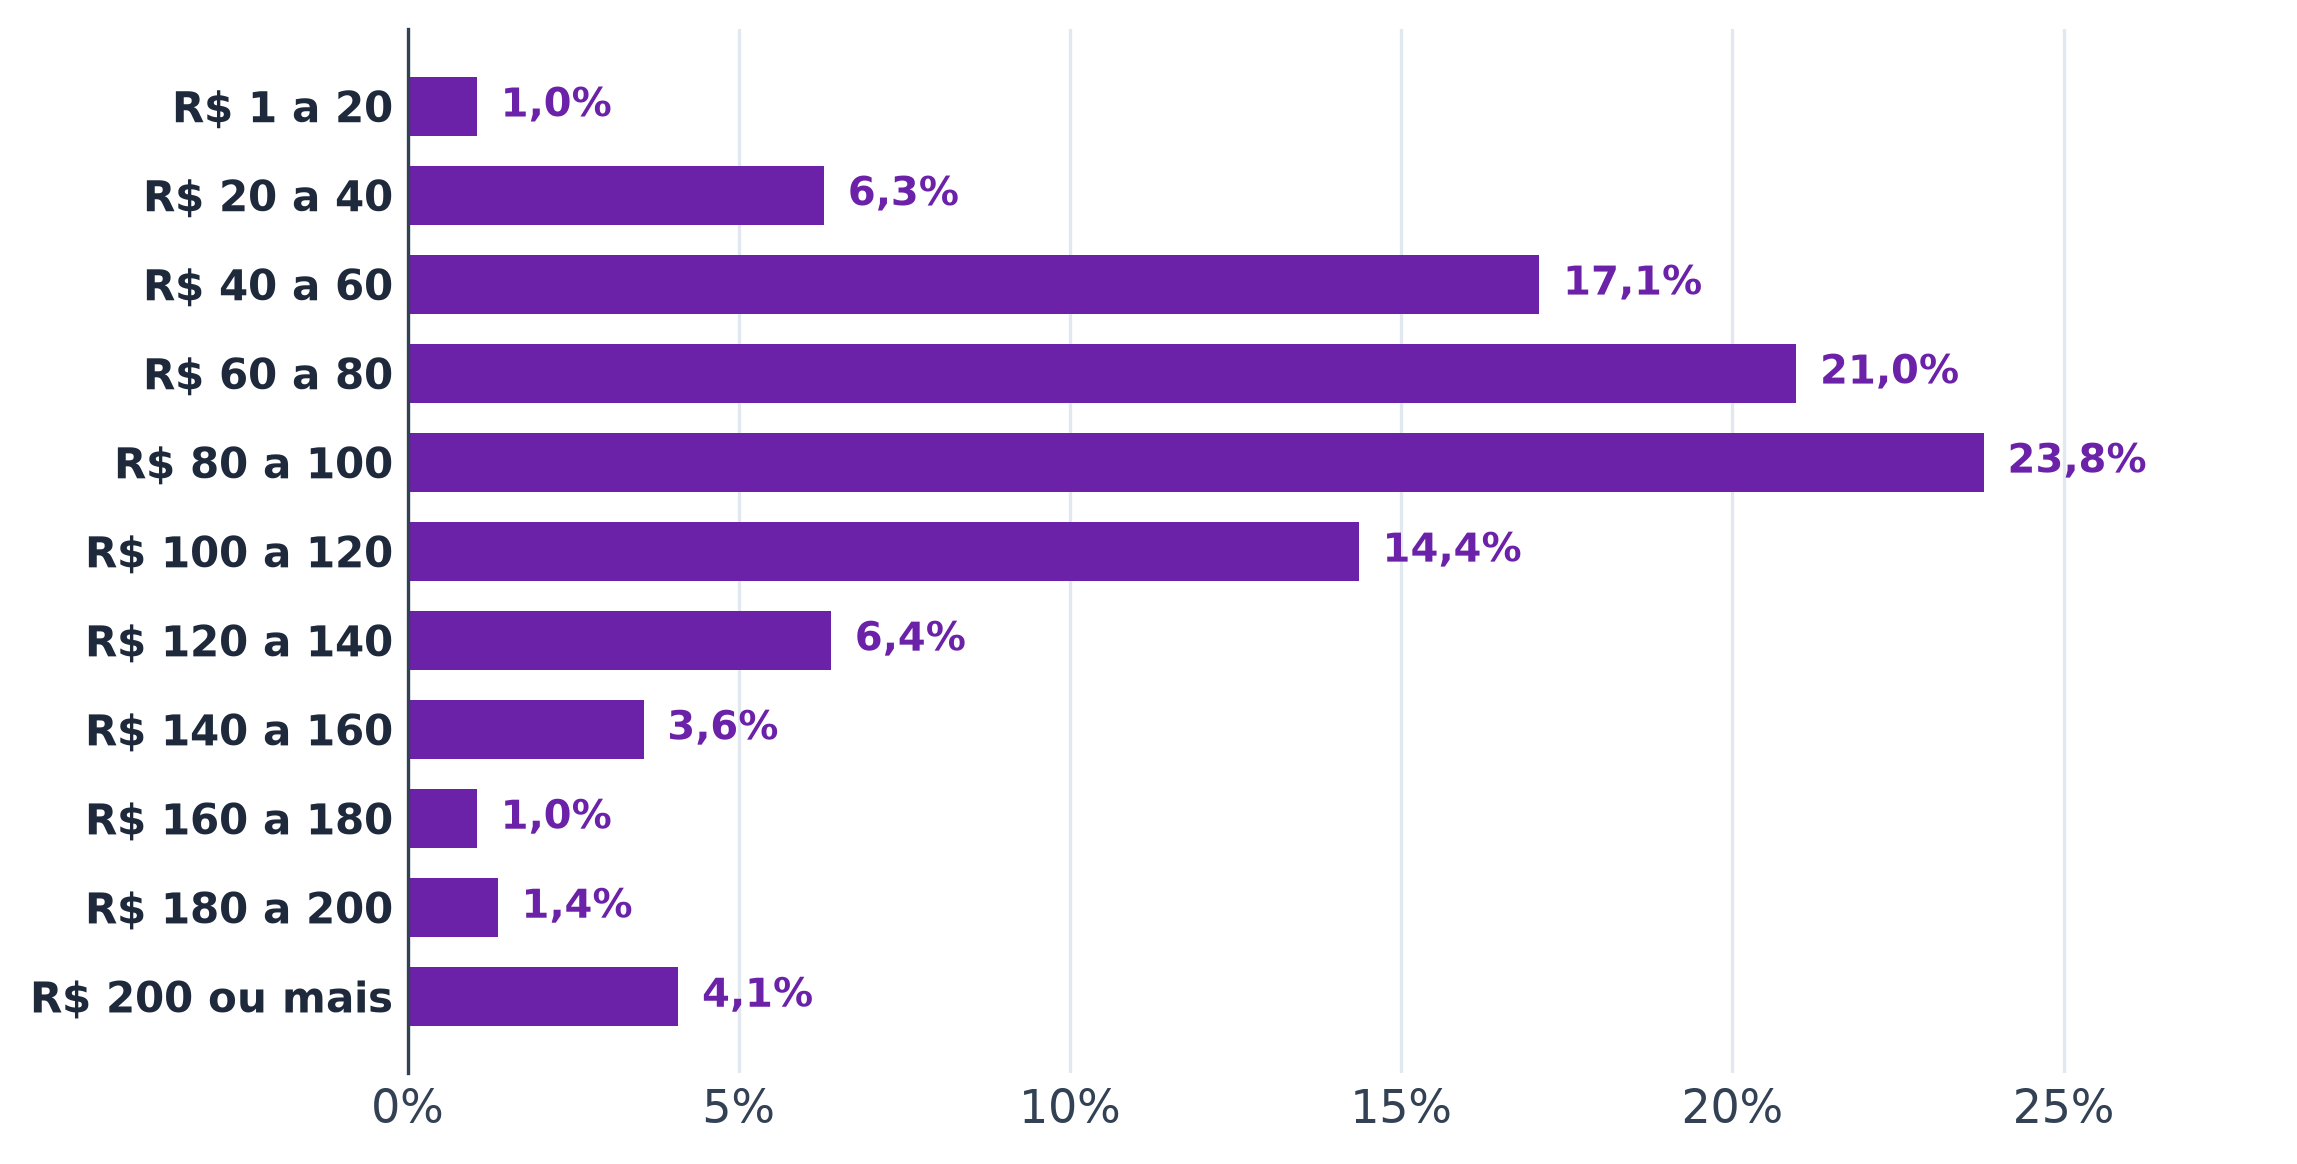 R$ 1 a 20 1,0%
R$ 20 a 40 6,3%
R$ 40 a 60 17,1%
R$ 60 a 80 21,0%
R$ 80 a 100 23,8%
R$ 100 a 120 14,4%
R$ 120 a 140 6,4%
R$ 140 a 160 3,6%
R$ 160 a 180 1,0%
R$ 180 a 200 1,4%
R$ 200 ou mais 4,1%
0% 5% 10% 15% 20% 25%